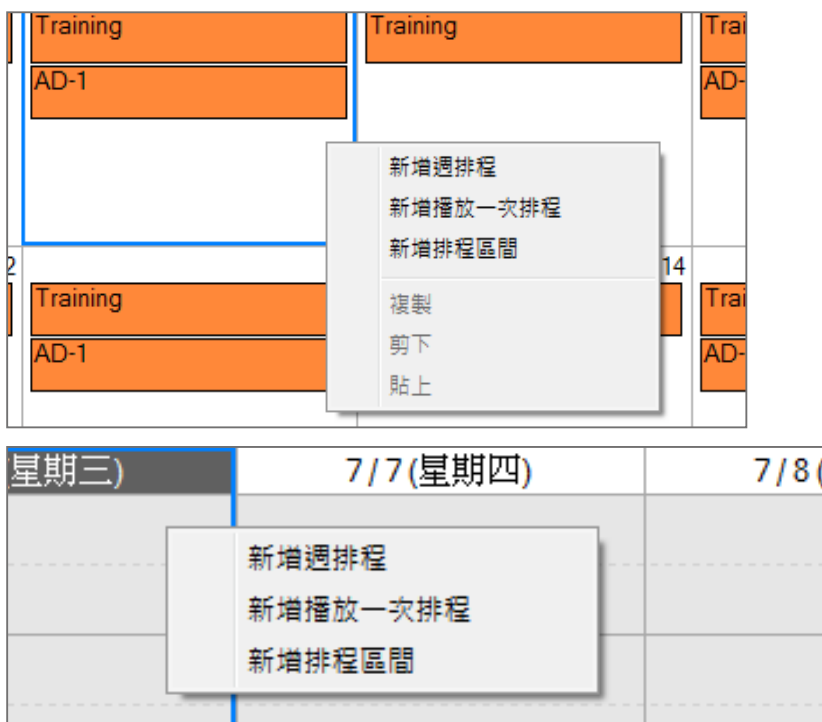 Training
Training
Trai
AD-1
AD-
新增週排程
新增播放一次排程
新增排程區間
2
14
Training
Trai
複製
AD-1
剪下
AD-
貼上
星期三)
7/7(星期四)
7/8(
新增週排程
新增播放一次排程
新增排程區間